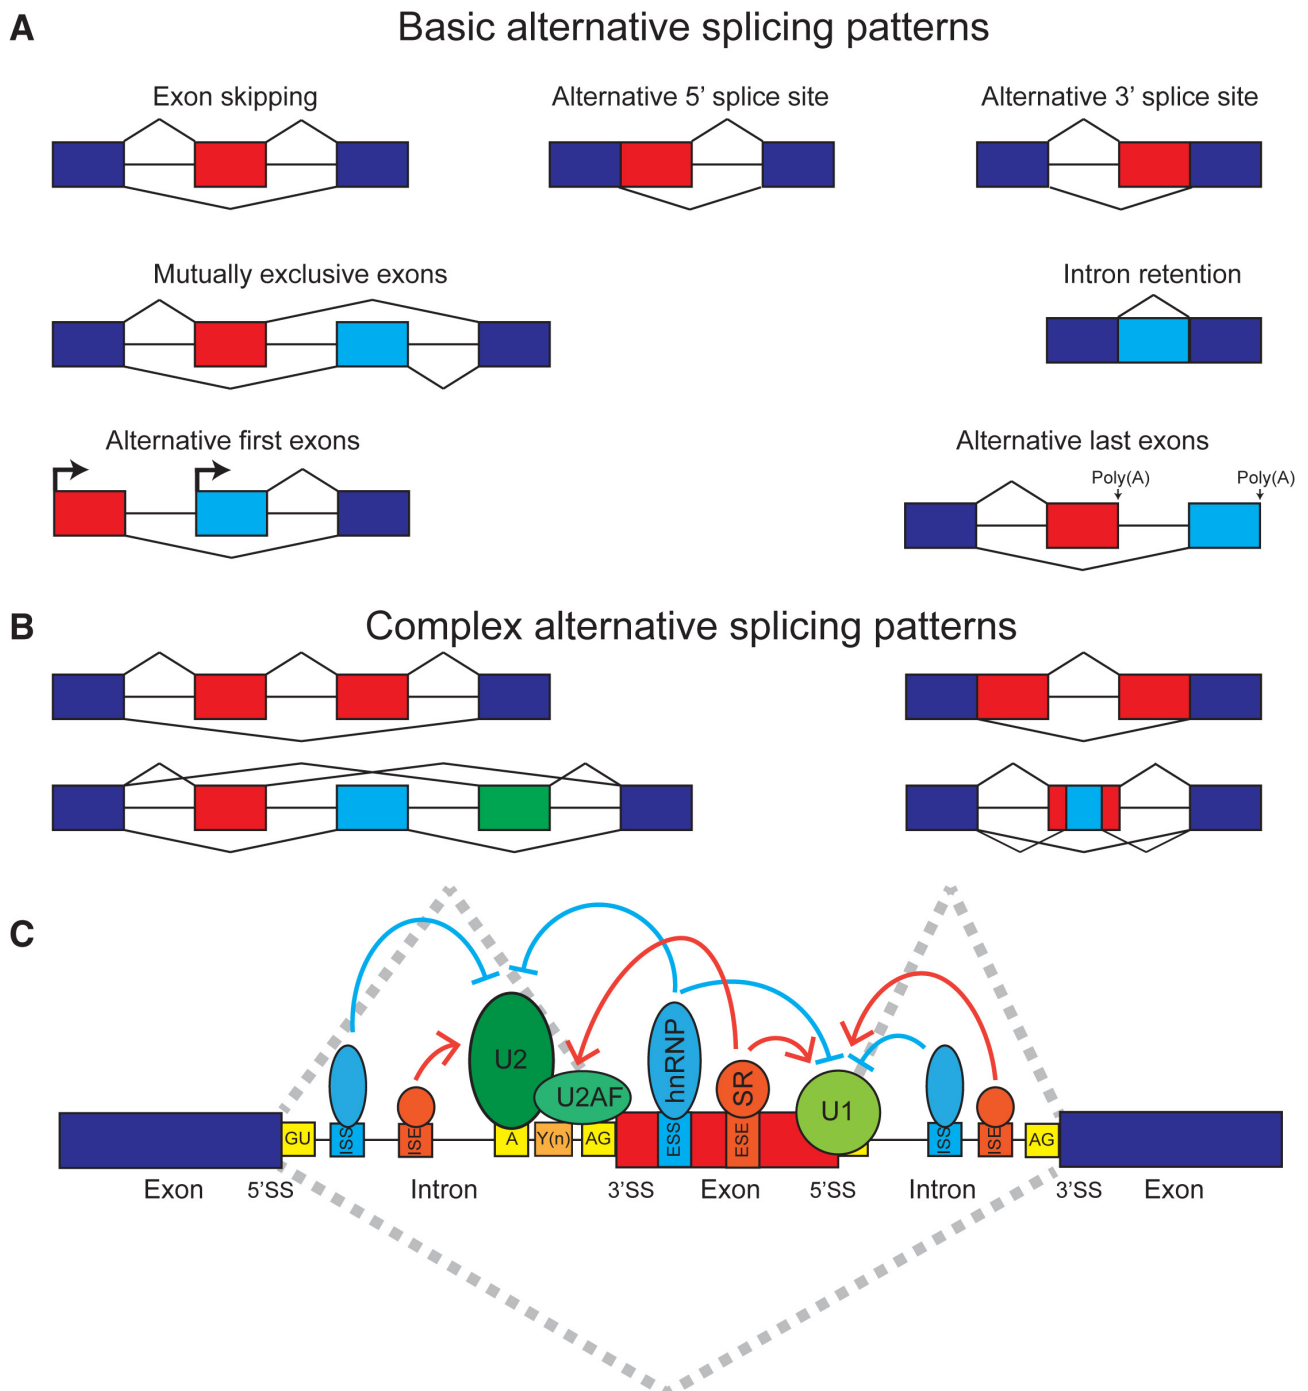 A
Basic alternative splicing patterns
Exon skipping
Alternative 5’ splice site
Alternative 3’ splice site
Mutually exclusive exons
Intron retention
Alternative first exons
Alternative last exons
Poly(A)
Poly(A)
B
Complex alternative splicing patterns
C
U2
U2AF
hnRNP
SR
U1
GU
ISS
ISE
A
Y(n)
AG
ESS
ESE
ISS
ISE
AG
Exon
5’SS
Intron
3’SS
Exon
5’SS
Intron
3’SS
Exon